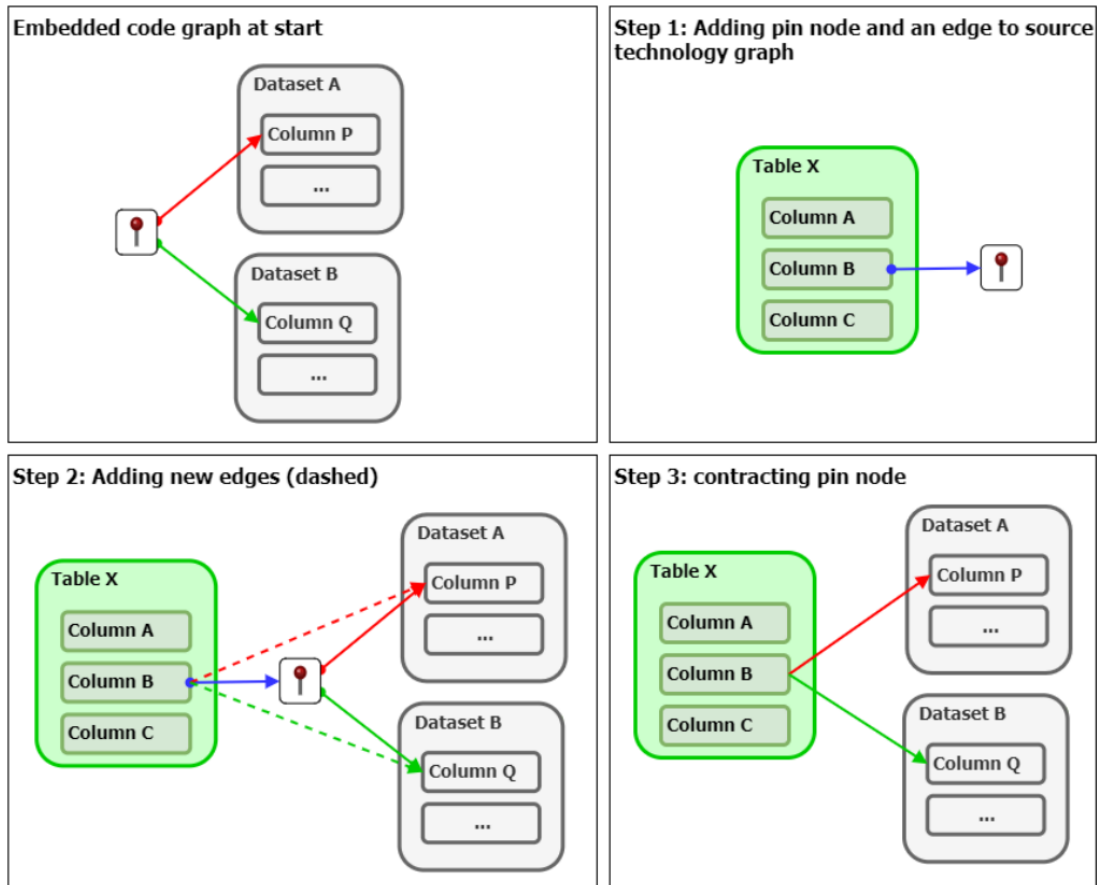 Embedded code graph at start
Dataset A
Column P
...
Dataset B
Column Q
...
Step 1: Adding pin node and an edge to source
technology graph
Table X
Column A
Column B
Column C
Step 2: Adding new edges (dashed)
Dataset A
Column P
...
Table X
Column A
Column B
Column C
Dataset B
Column Q
...
Step 3: contracting pin node
Dataset A
Column P
...
Table X
Column A
Column B
Column C
Dataset B
Column Q
...